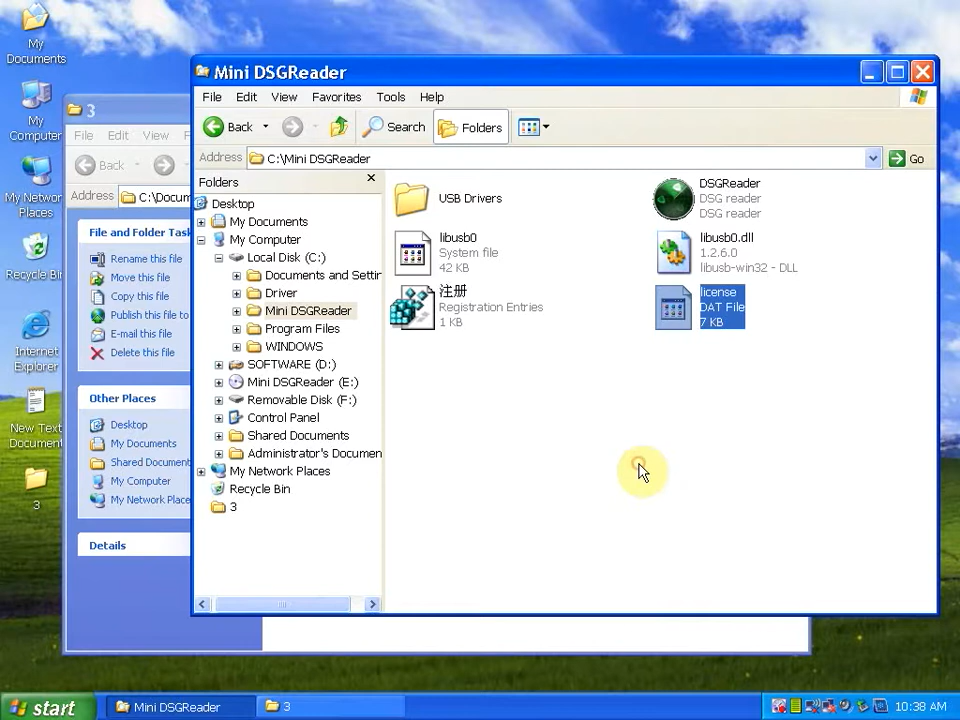 My
Documents
My
Computer
My Networ
Places
Recycle Bin
Internet
Explorer
New Text
Document
3
3
File Edit View F
Back
Address C:\Docum
File and Folder Task
Rename this file
Move this file
Copy this file
Publish this file to
E-mail this file
Delete this file
Other Places
Desktop
My Documents
Shared Document
My Computer
My Network Place
Details
Mini DSGReader
File Edit View Favorites Tools Help
Back Search Folders
Address C:\Mini DSGReader Go
Folders
Desktop
My Documents
My Computer
Local Disk (C:)
Documents and Settin
Driver
Mini DSGReader
Program Files
WINDOWS
SOFTWARE (D:)
Mini DSGReader (E:)
Removable Disk (F:)
Control Panel
Shared Documents
Administrator's Documen
My Network Places
Recycle Bin
3
USB Drivers
DSGReader
DSG reader
DSG reader
libusb0
System file
42 KB
libusb0.dll
1.2.6.0
libusb-win32 - DLL
注册
Registration Entries
1 KB
license
DAT File
7 KB
start Mini DSGReader 3 10:38 AM